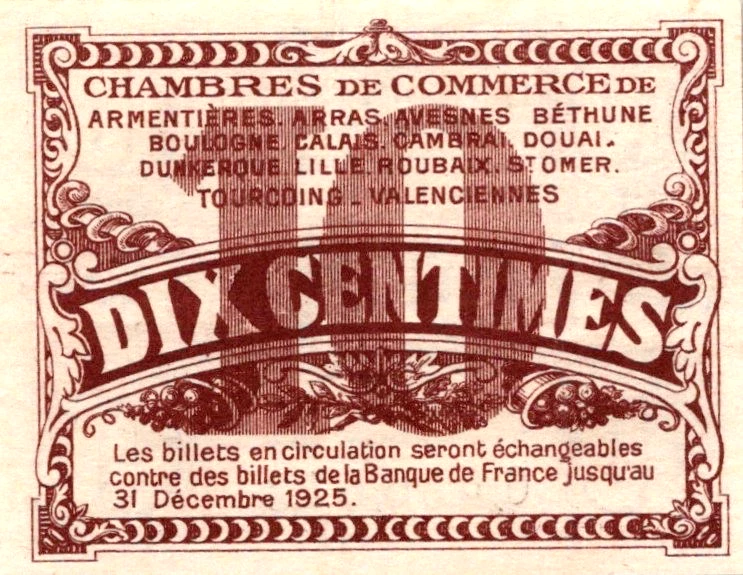 CHAMBRES DE COMMERCE DE
ARMENTIÈRES. ARRAS. AVESNES BÉTHUNE
BOULOGNE CALAIS. CAMBRAI DOUAI.
DUNKERQUE LILLE. ROUBAIX. ST OMER.
TOURCOING _ VALENCIENNES
10
DIX CENTIMES
Les billets en circulation seront échangeables
contre des billets de la Banque de France jusqu'au
31 Décembre 1925.